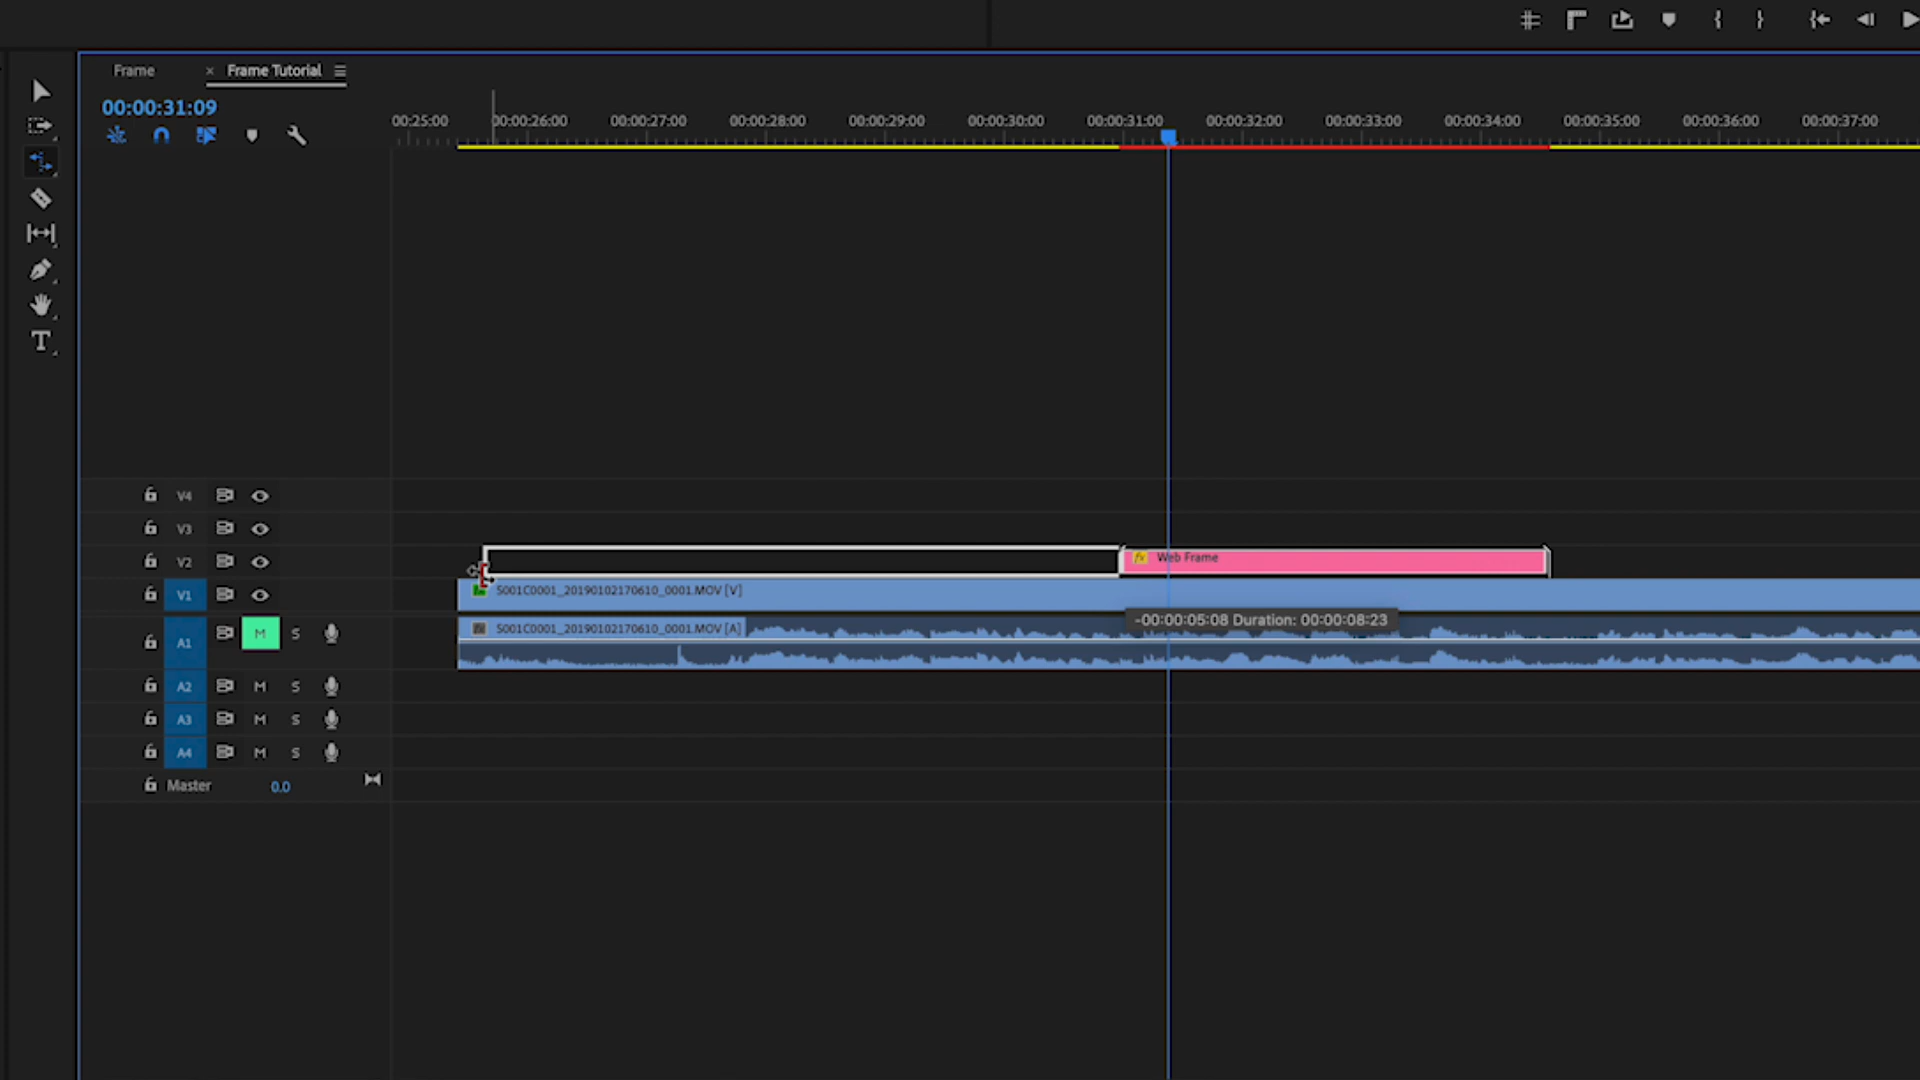 Frame
× Frame Tutorial
00:00:31:09
00:25:00 00:00:26:00 00:00:27:00 00:00:28:00 00:00:29:00 00:00:30:00 00:00:31:00 00:00:32:00 00:00:33:00 00:00:34:00 00:00:35:00 00:00:36:00 00:00:37:00
T
V4
V3
V2
fx Web Frame
V1
S001C0001_20190102170610_0001.MOV [V]
-00:00:05:08 Duration: 00:00:08:23
A1 M S
S001C0001_20190102170610_0001.MOV [A]
A2 M S
A3 M S
A4 M S
Master 0.0